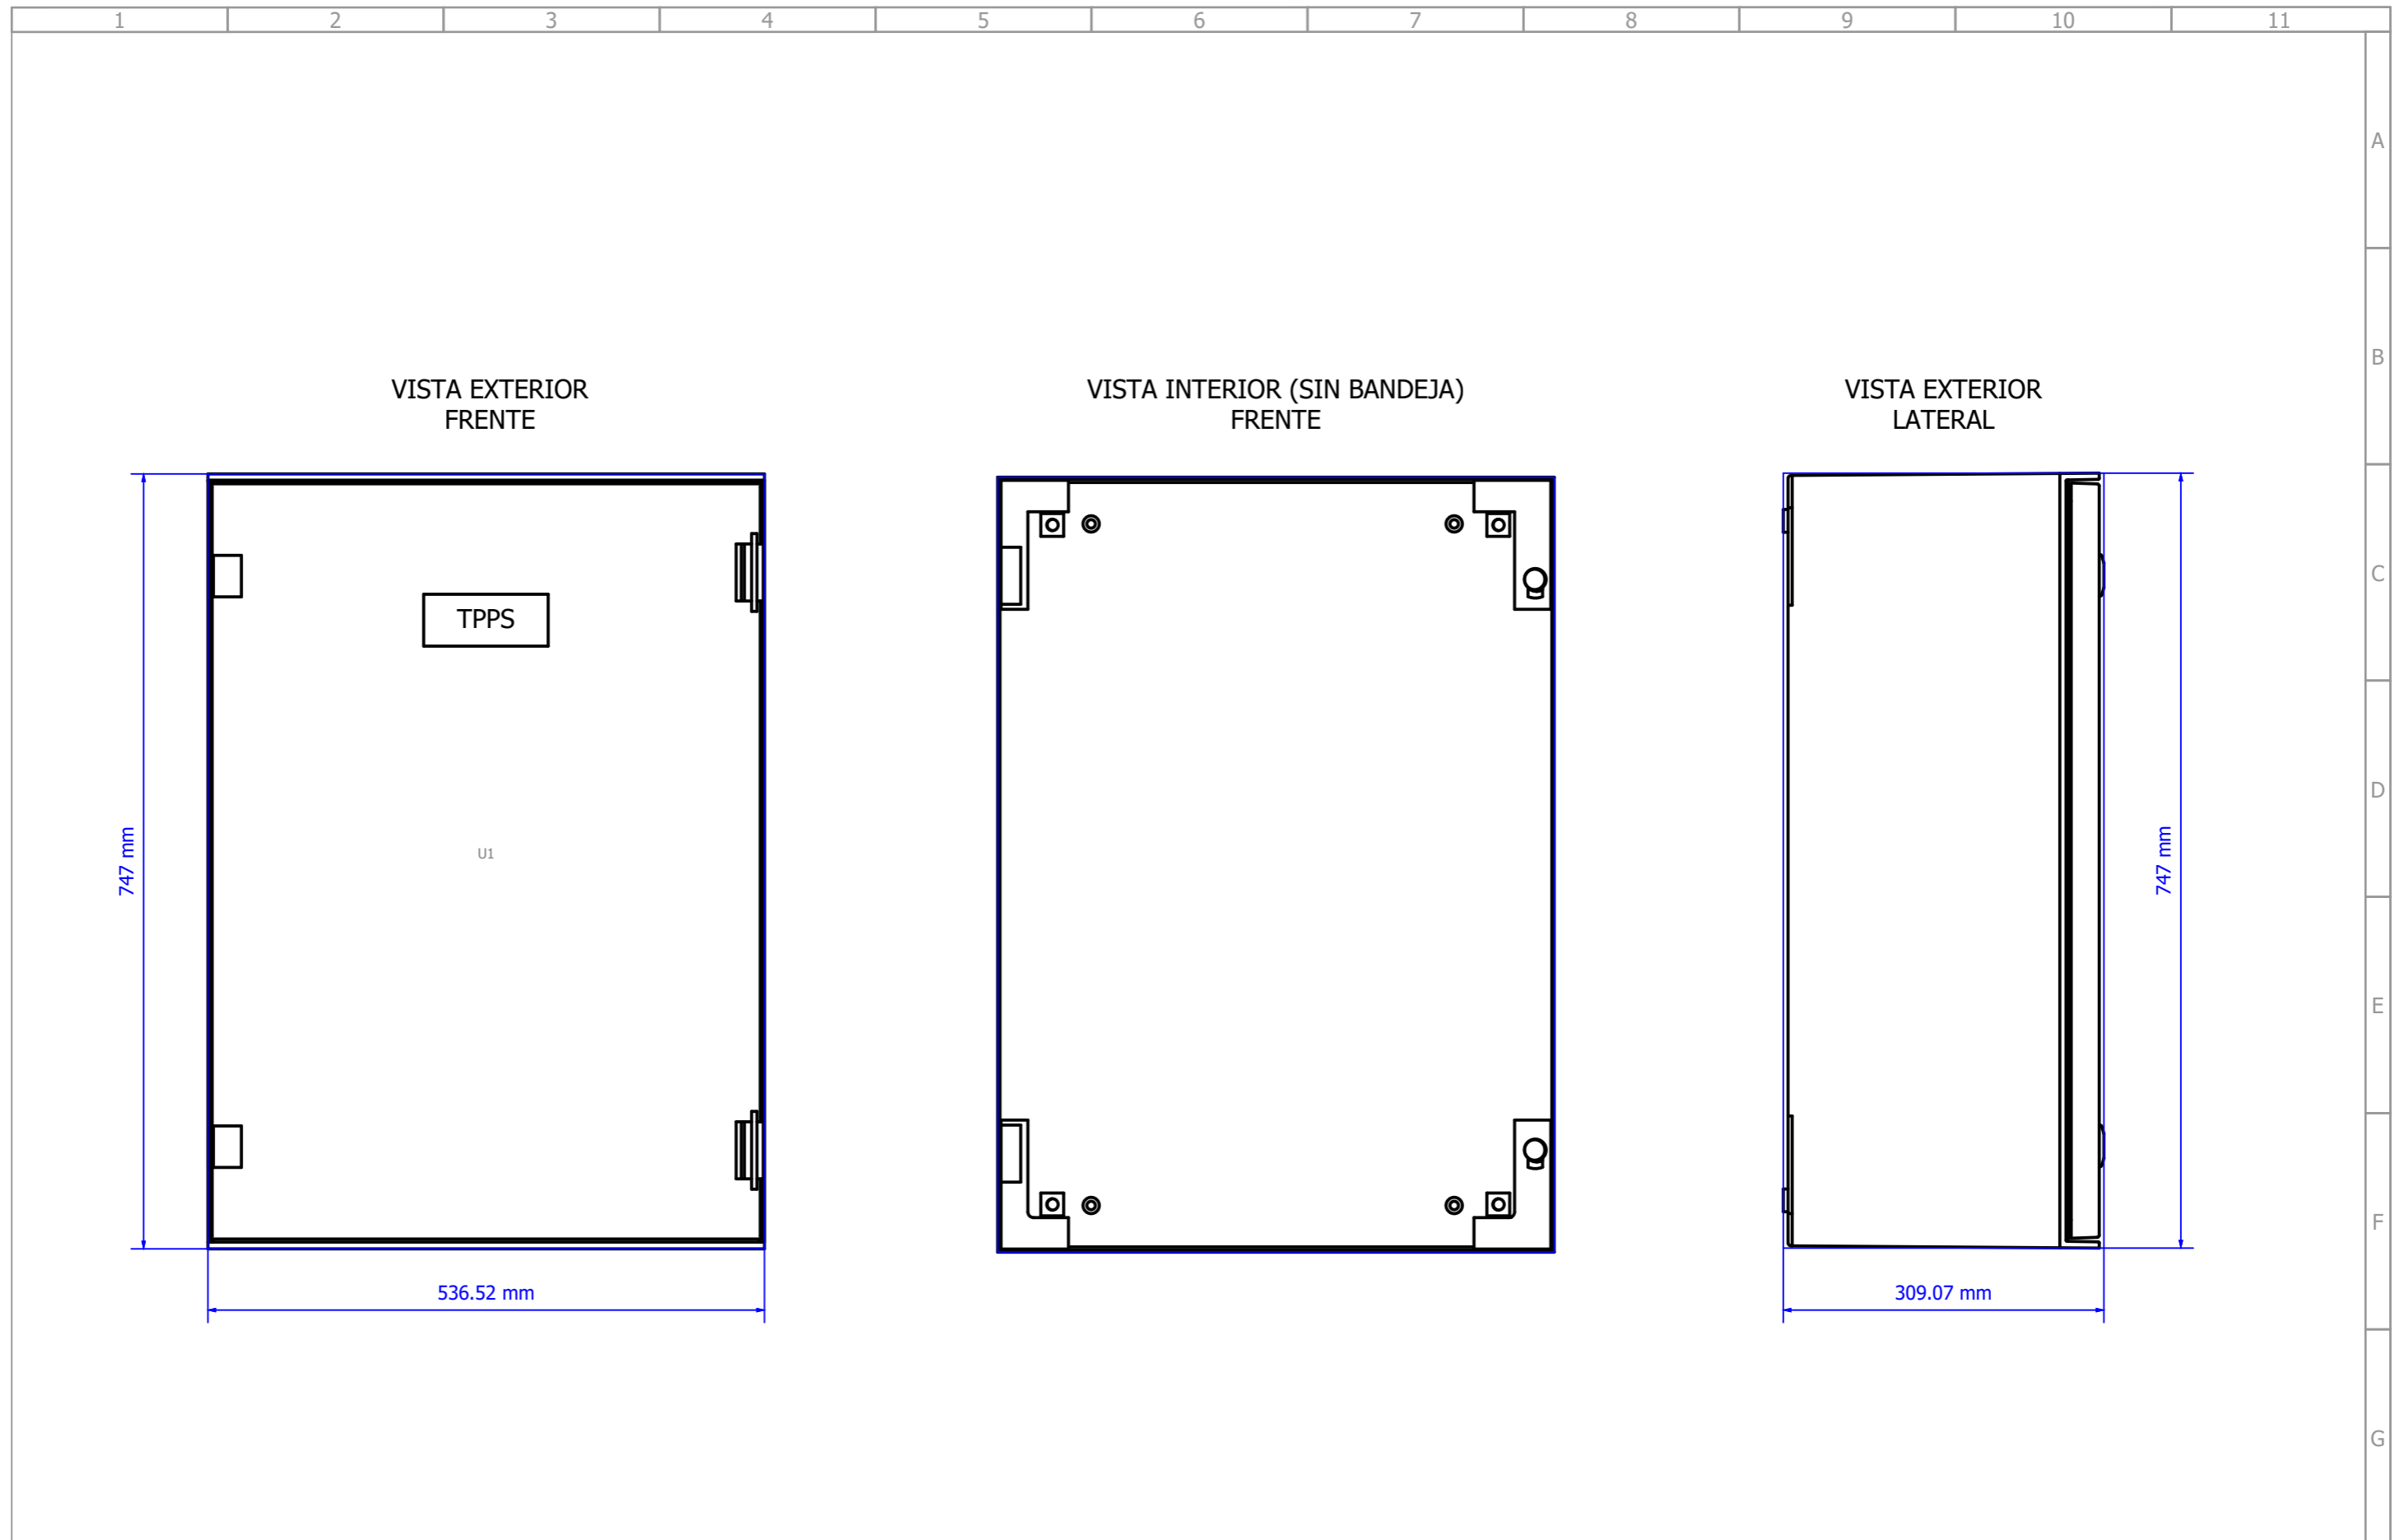 1 2 3 4 5 6 7 8 9 10 11
A
B
VISTA EXTERIOR
FRENTE
VISTA INTERIOR (SIN BANDEJA)
FRENTE
VISTA EXTERIOR
LATERAL
C
TPPS
D
747 mm
U1
747 mm
E
F
536.52 mm
309.07 mm
G